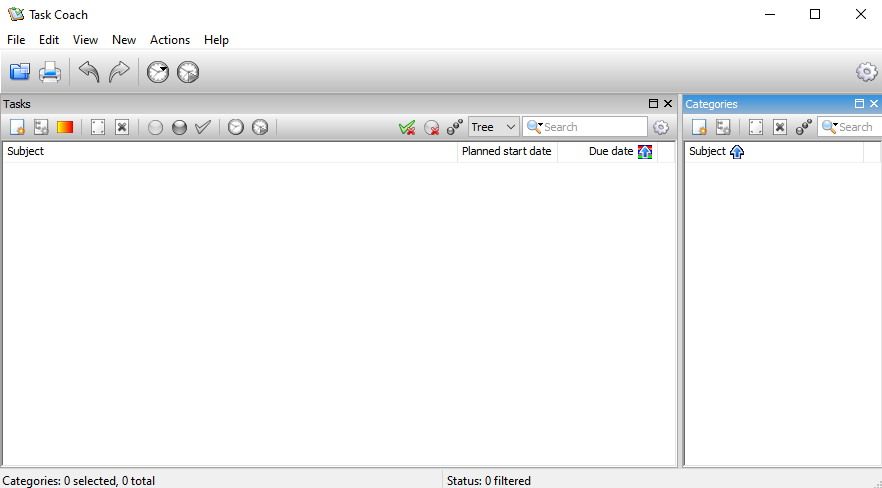 Task Coach
File Edit View New Actions Help
Tasks
Categories
Tree
Search
Search
Subject Planned start date Due date
Subject
Categories: 0 selected, 0 total
Status: 0 filtered